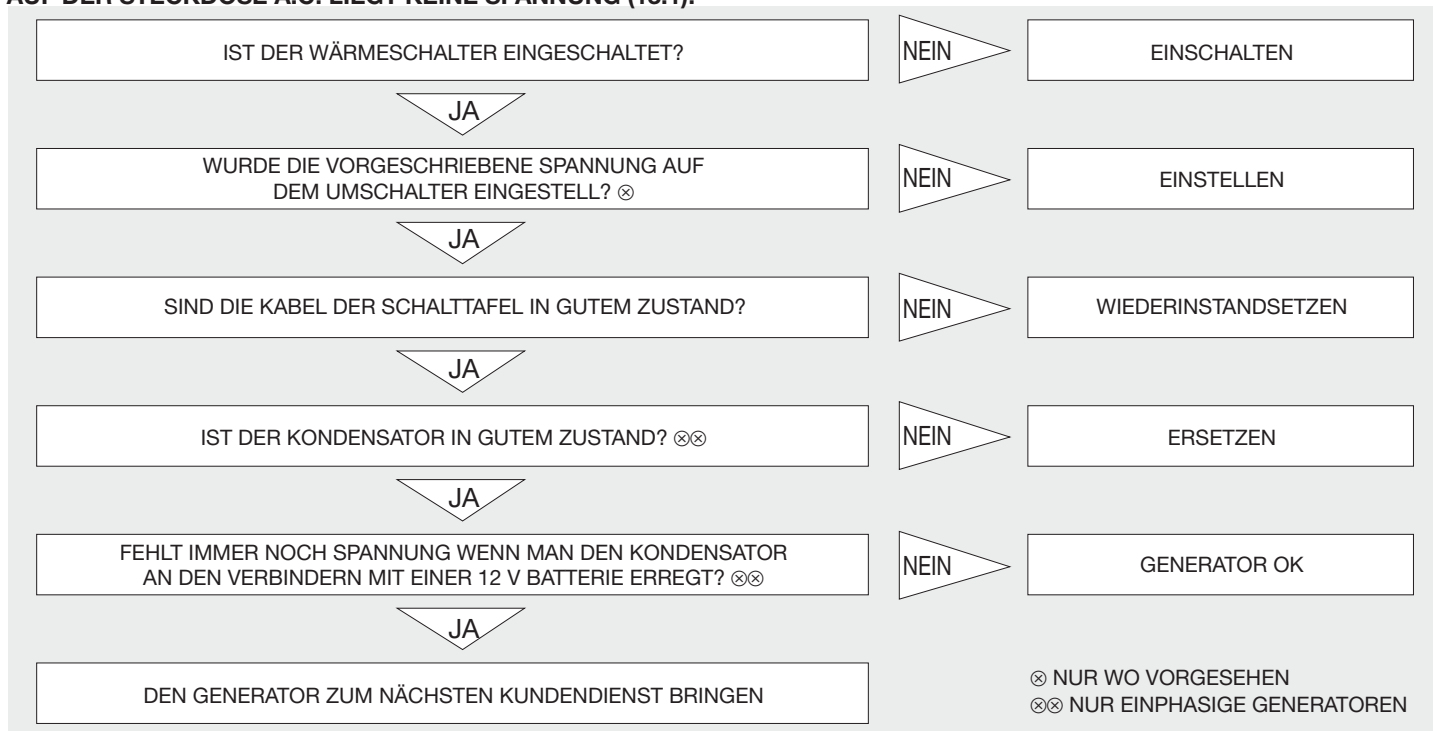 AUF DER STECKDOSE A.C. LIEGT KEINE SPANNUNG (16.1):
IST DER WÄRMESCHALTER EINGESCHALTET?
NEIN
EINSCHALTEN
JA
WURDE DIE VORGESCHRIEBENE SPANNUNG AUF
DEM UMSCHALTER EINGESTELL? ⊗
NEIN
EINSTELLEN
JA
SIND DIE KABEL DER SCHALTTAFEL IN GUTEM ZUSTAND?
NEIN
WIEDERINSTANDSETZEN
JA
IST DER KONDENSATOR IN GUTEM ZUSTAND? ⊗⊗
NEIN
ERSETZEN
JA
FEHLT IMMER NOCH SPANNUNG WENN MAN DEN KONDENSATOR
AN DEN VERBINDERN MIT EINER 12 V BATTERIE ERREGT? ⊗⊗
NEIN
GENERATOR OK
JA
DEN GENERATOR ZUM NÄCHSTEN KUNDENDIENST BRINGEN
⊗ NUR WO VORGESEHEN
⊗⊗ NUR EINPHASIGE GENERATOREN